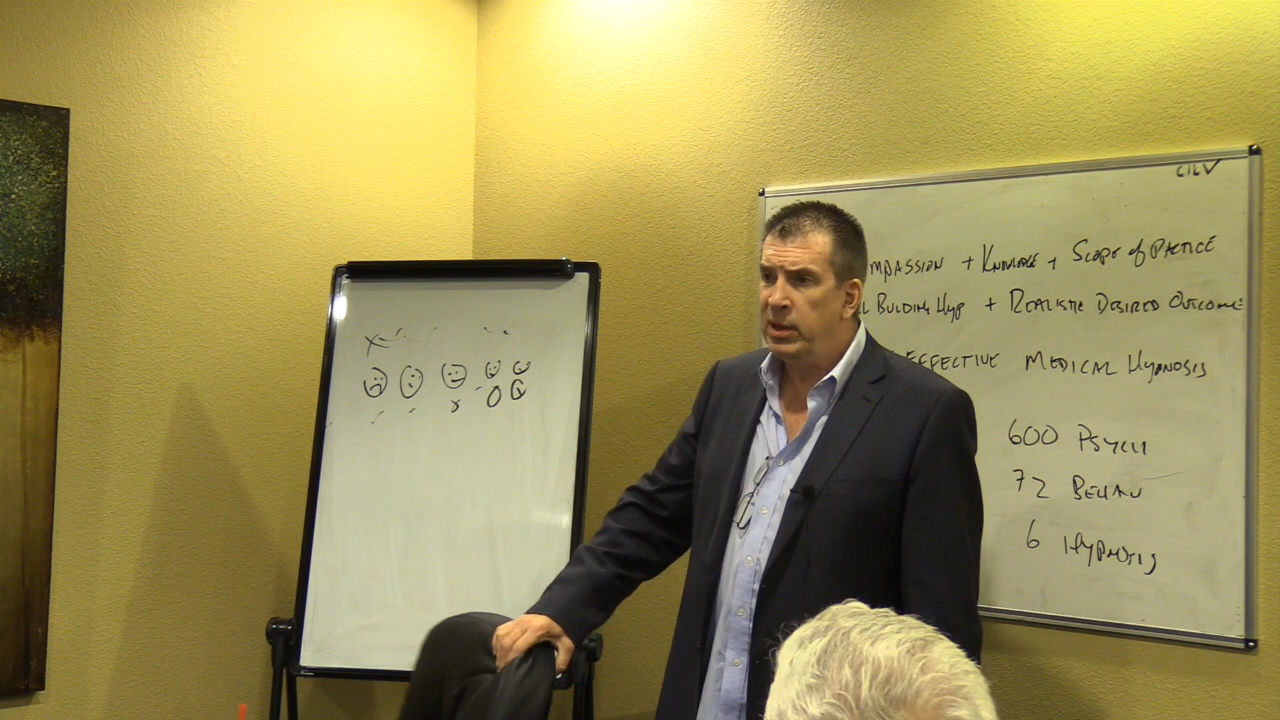 CILV
MPASSION + KNOWLEDGE + SCOPE of PRACTICE
L BUILDING HYP + REALISTIC DESIRED OUTCOME
EFFECTIVE MEDICAL HYPNOSIS
600 PSYCH
72 BEHAV
6 HYPNOSIS